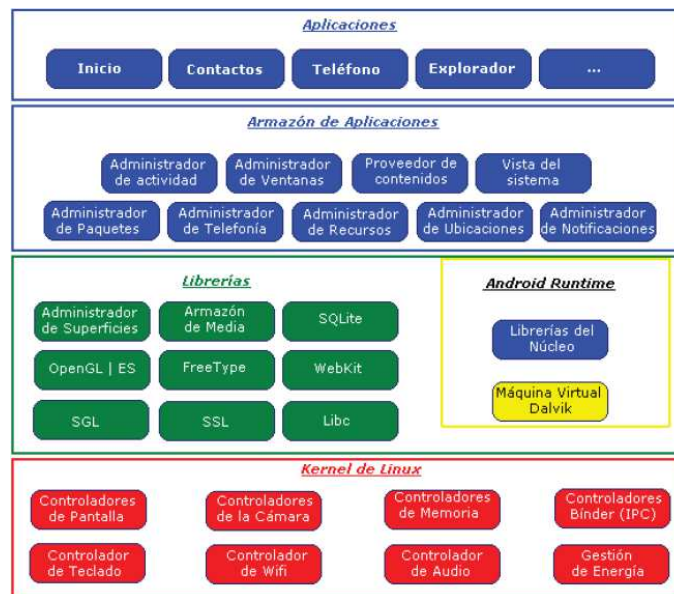 Aplicaciones
Inicio
Contactos
Teléfono
Explorador
...
Armazón de Aplicaciones
Administrador
de actividad
Administrador
de Ventanas
Proveedor de
contenidos
Vista del
sistema
Administrador
de Paquetes
Administrador
de Telefonía
Administrador
de Recursos
Administrador
de Ubicaciones
Administrador
de Notificaciones
Librerías
Administrador
de Superficies
Armazón
de Media
SQLite
OpenGL | ES
FreeType
WebKit
SGL
SSL
Libc
Android Runtime
Librerías del
Núcleo
Máquina Virtual
Dalvik
Kernel de Linux
Controladores
de Pantalla
Controladores
de la Cámara
Controladores
de Memoria
Controladores
Bínder (IPC)
Controlador
de Teclado
Controlador
de Wifi
Controlador
de Audio
Gestión
de Energía